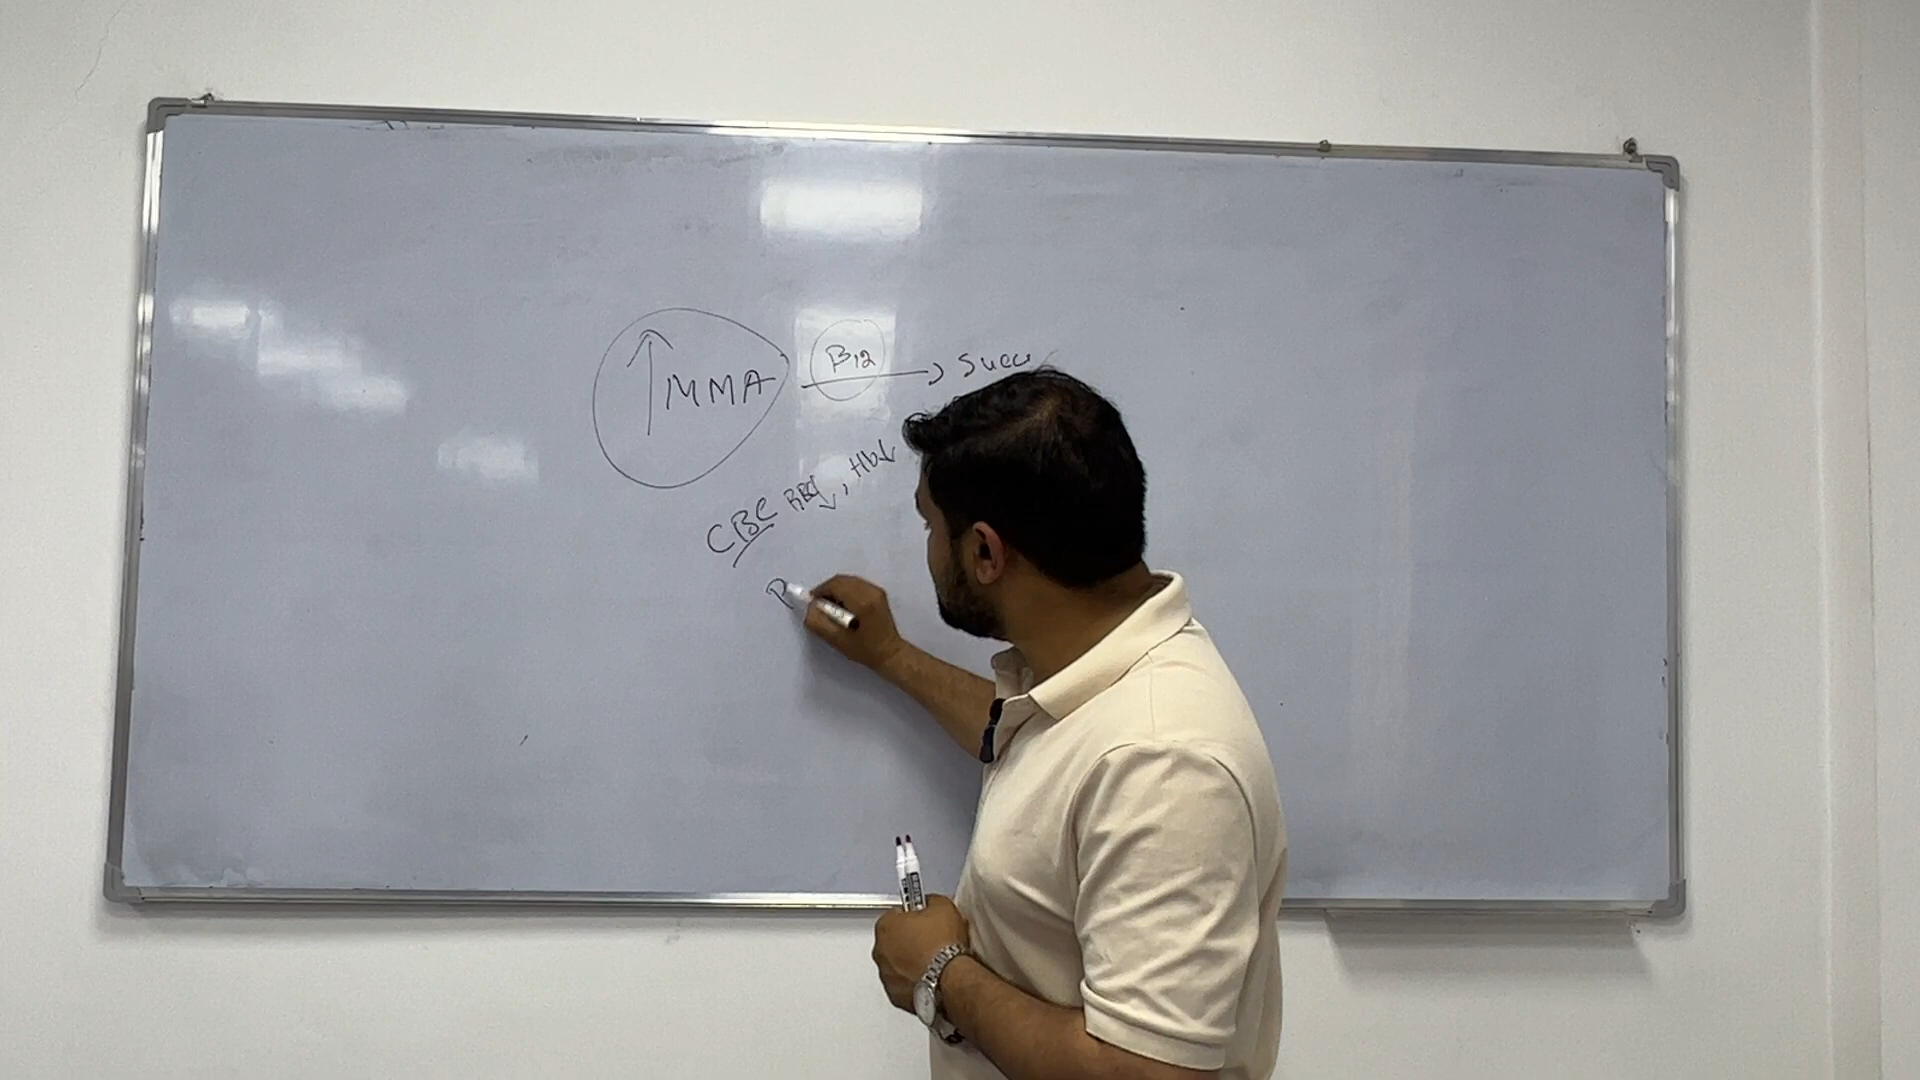 ↑MMA B12 → Succ
CBC RBC↓, Hb↓